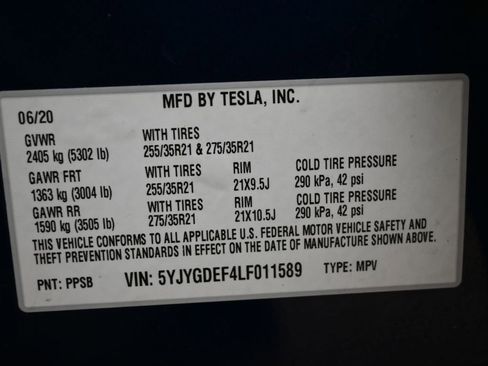 MFD BY TESLA, INC.
06/20
GVWR WITH TIRES
2405 kg (5302 lb) 255/35R21 & 275/35R21
GAWR FRT WITH TIRES RIM COLD TIRE PRESSURE
1363 kg (3004 lb) 255/35R21 21X9.5J 290 kPa, 42 psi
GAWR RR WITH TIRES RIM COLD TIRE PRESSURE
1590 kg (3505 lb) 275/35R21 21X10.5J 290 kPa, 42 psi
THIS VEHICLE CONFORMS TO ALL APPLICABLE U.S. FEDERAL MOTOR VEHICLE SAFETY AND
THEFT PREVENTION STANDARDS IN EFFECT ON THE DATE OF MANUFACTURE SHOWN ABOVE.
PNT: PPSB VIN: 5YJYGDEF4LF011589 TYPE: MPV